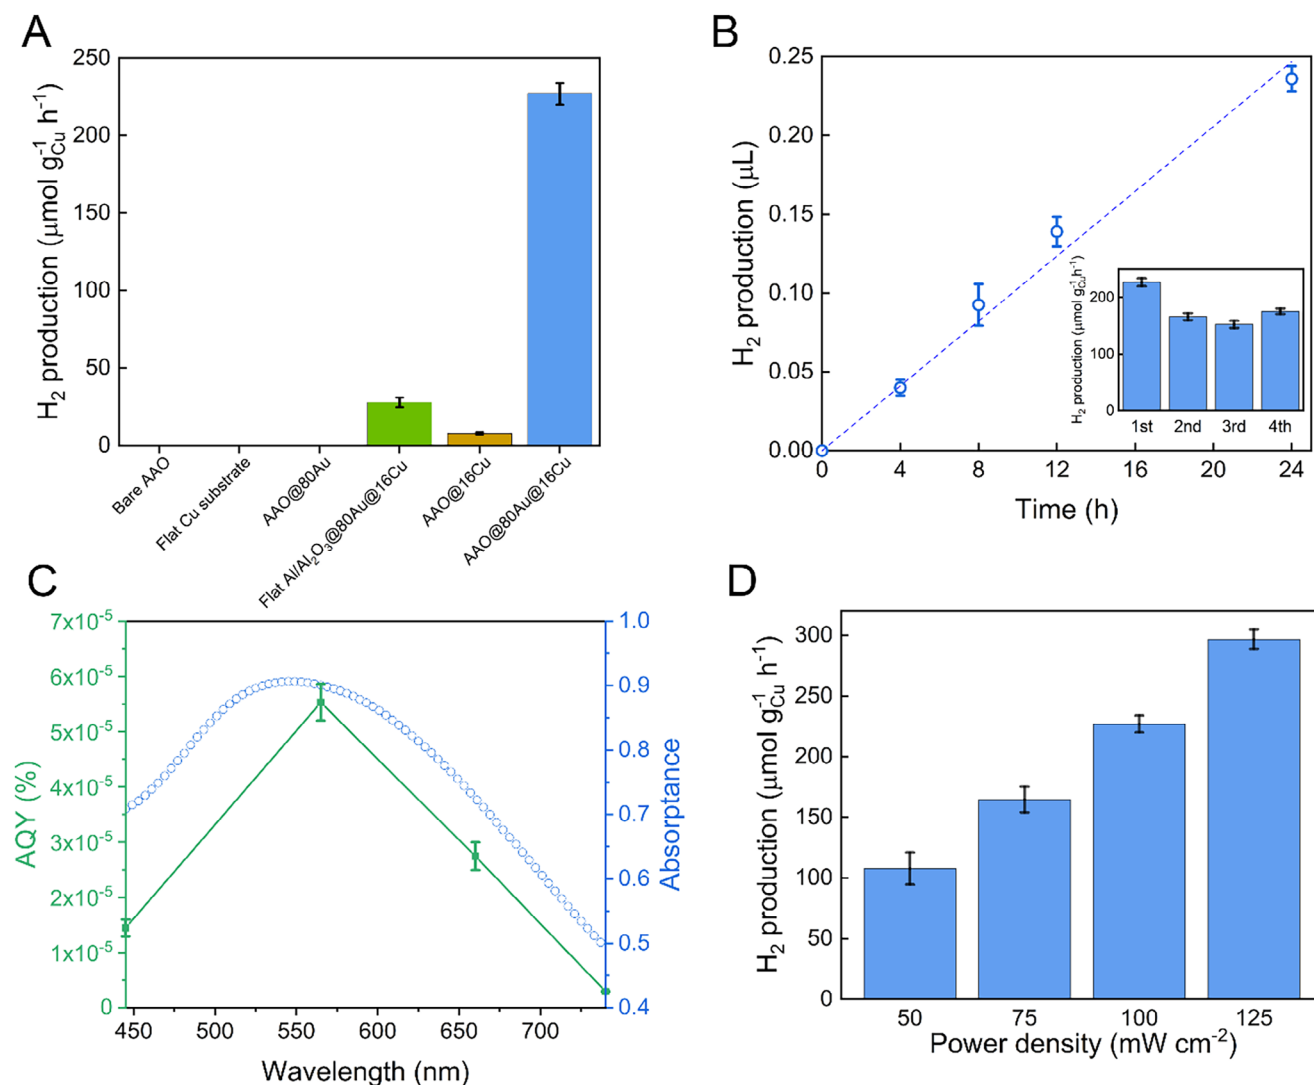 A
H₂ production (μmol g⁻¹Cu h⁻¹)
250
200
150
100
50
0
Bare AAO
Flat Cu substrate
AAO@80Au
Flat Al/Al₂O₃@80Au@16Cu
AAO@16Cu
AAO@80Au@16Cu
B
H₂ production (μL)
0.25
0.20
0.15
0.10
0.05
0.00
0 4 8 12 16 20 24
Time (h)
H₂ production (μmol g⁻¹Cu h⁻¹)
200
100
0
1st 2nd 3rd 4th
C
AQY (%)
7x10⁻⁵
6x10⁻⁵
5x10⁻⁵
4x10⁻⁵
3x10⁻⁵
2x10⁻⁵
1x10⁻⁵
0
1.0
0.9
0.8
0.7
0.6
0.5
0.4
Absorptance
450 500 550 600 650 700
Wavelength (nm)
D
H₂ production (μmol g⁻¹Cu h⁻¹)
300
250
200
150
100
50
0
50 75 100 125
Power density (mW cm⁻²)